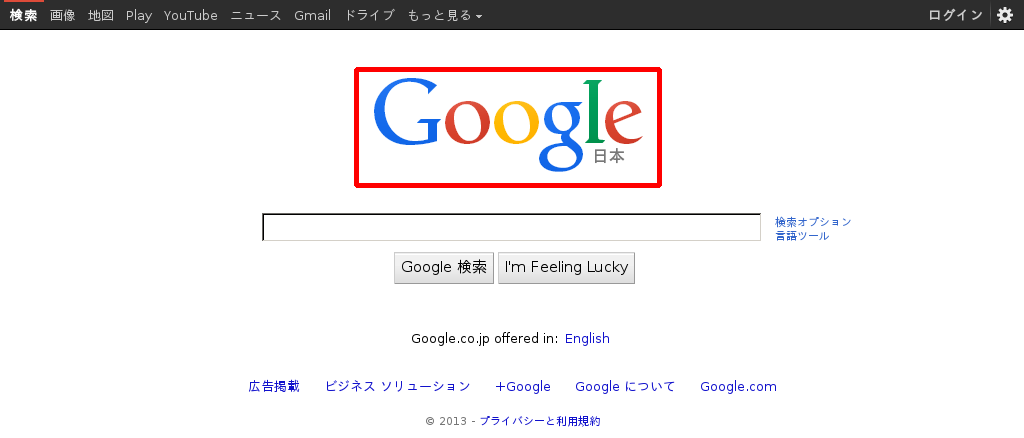 検索 画像 地図 Play YouTube ニュース Gmail ドライブ もっと見る ログイン
Google
日本
検索オプション
言語ツール
Google 検索 I'm Feeling Lucky
Google.co.jp offered in: English
広告掲載 ビジネス ソリューション +Google Google について Google.com
© 2013 - プライバシーと利用規約